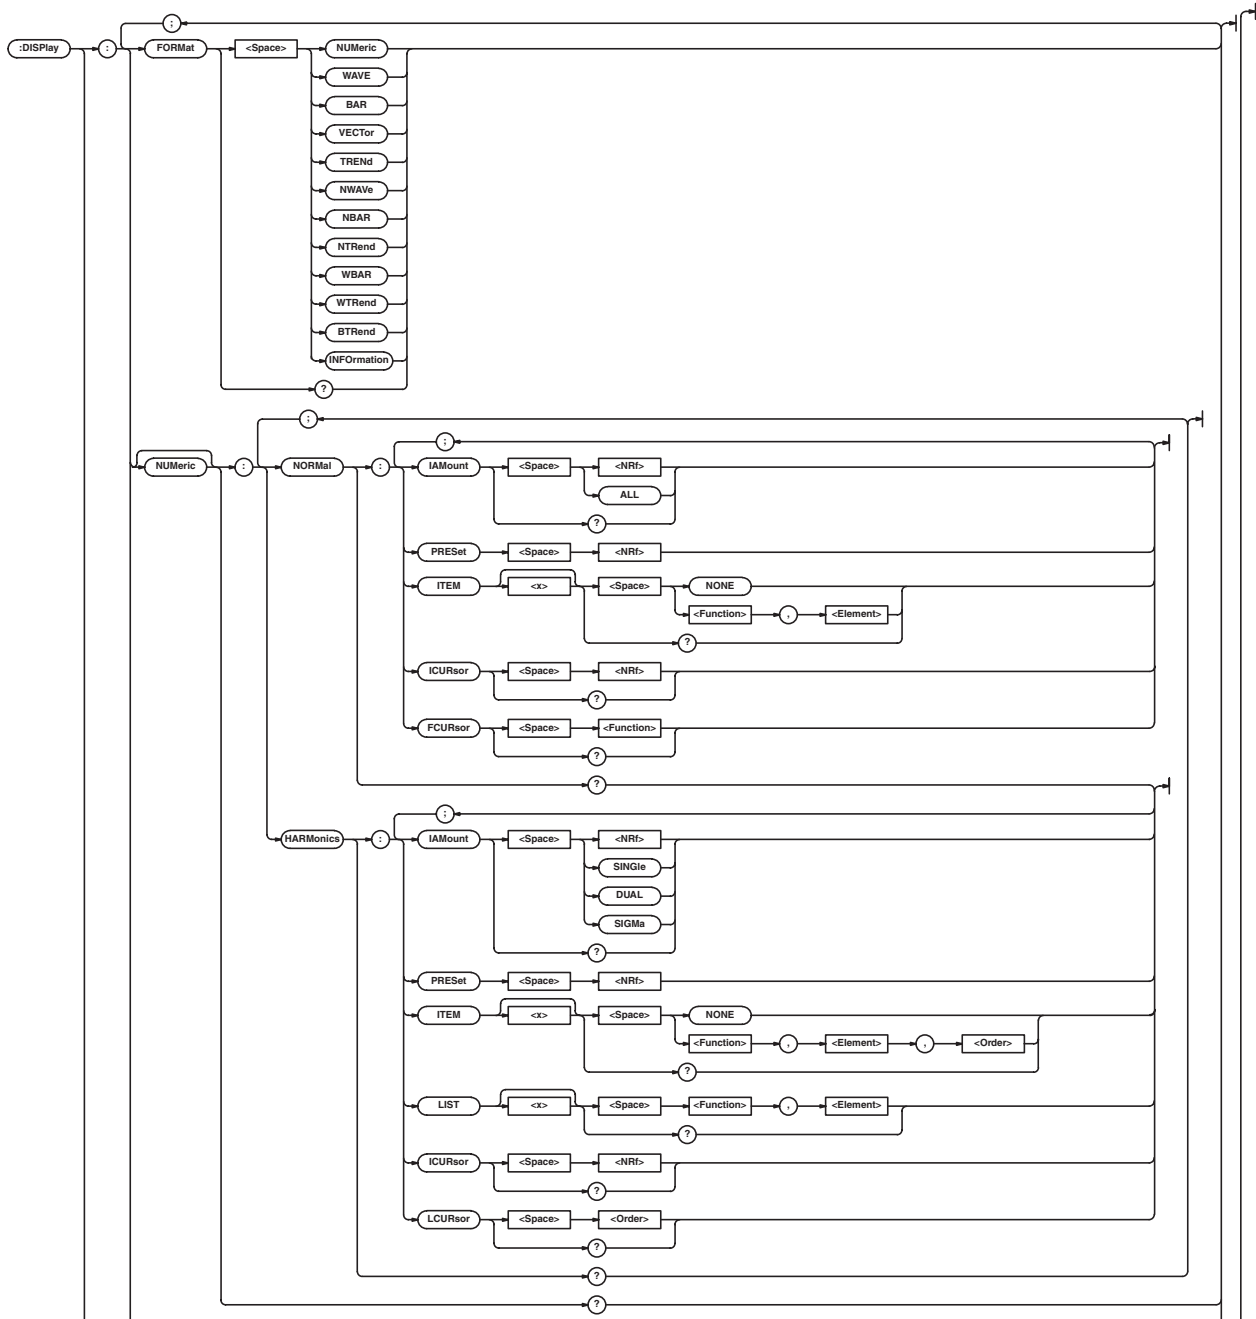 ;
:DISPlay : FORMat <Space> NUMeric
WAVE
BAR
VECTor
TRENd
NWAVe
NBAR
NTRend
WBAR
WTRend
BTRend
INFOrmation
?
;
;
NUMeric : NORMal : IAMount <Space> <NRf>
ALL
?
PRESet <Space> <NRf>
ITEM <x> <Space> NONE
<Function> , <Element>
?
ICURsor <Space> <NRf>
?
FCURsor <Space> <Function>
?
?
;
HARMonics : IAMount <Space> <NRf>
SINGle
DUAL
SIGMa
?
PRESet <Space> <NRf>
ITEM <x> <Space> NONE
<Function> , <Element> , <Order>
?
LIST <x> <Space> <Function> , <Element>
?
ICURsor <Space> <NRf>
?
LCURsor <Space> <Order>
?
?
?